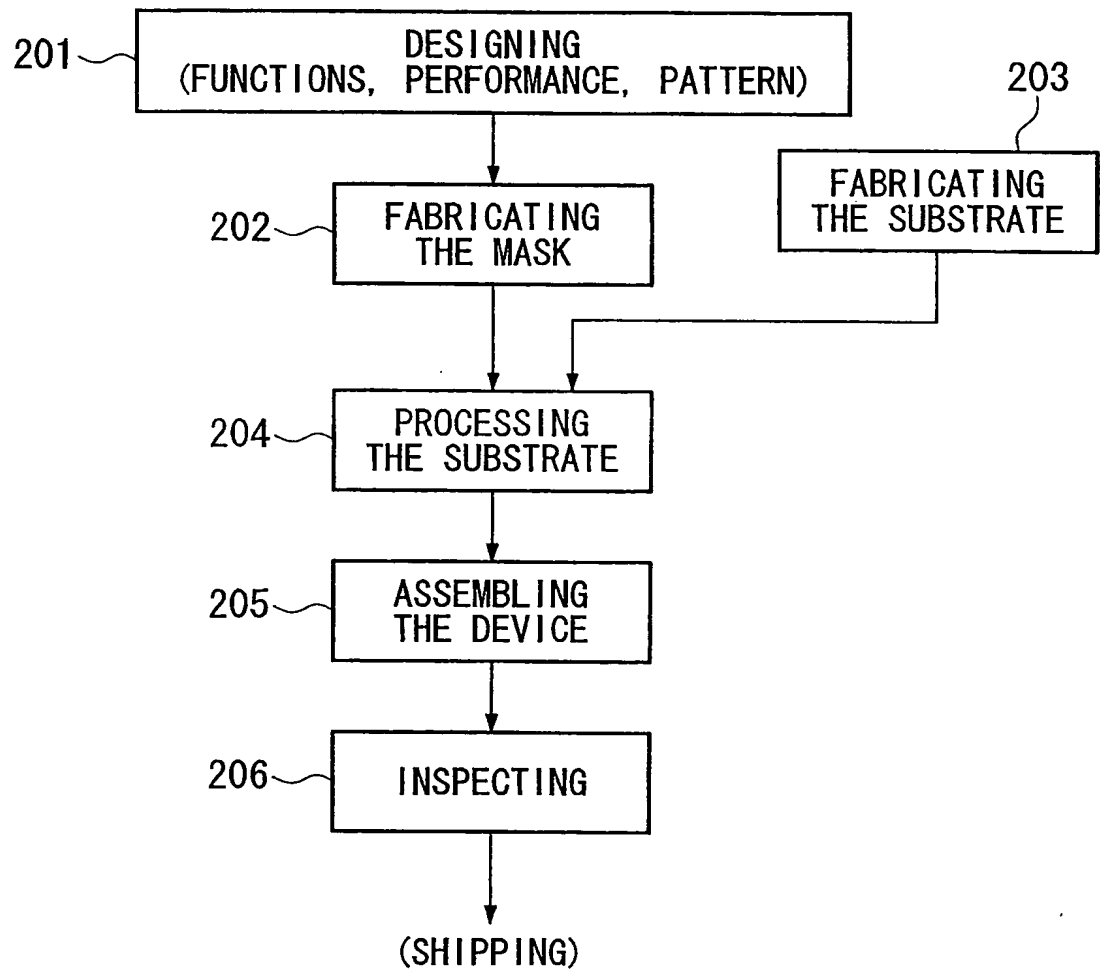 201
DESIGNING
(FUNCTIONS, PERFORMANCE, PATTERN)
203
FABRICATING
THE SUBSTRATE
202
FABRICATING
THE MASK
204
PROCESSING
THE SUBSTRATE
205
ASSEMBLING
THE DEVICE
206
INSPECTING
(SHIPPING)